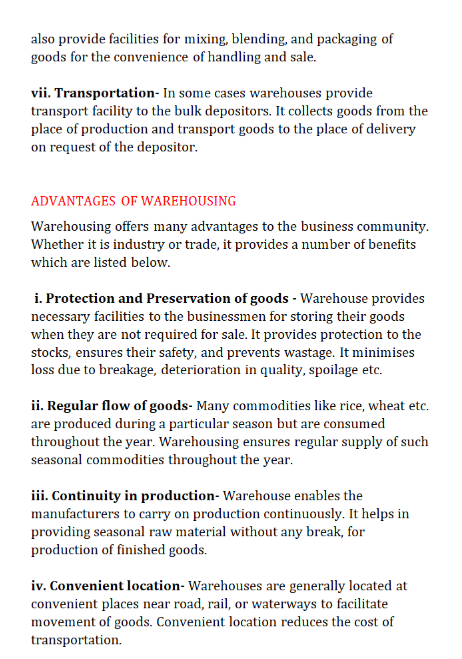 also provide facilities for mixing, blending, and packaging of
goods for the convenience of handling and sale.
vii. Transportation- In some cases warehouses provide
transport facility to the bulk depositors. It collects goods from the
place of production and transport goods to the place of delivery
on request of the depositor.
ADVANTAGES OF WAREHOUSING
Warehousing offers many advantages to the business community.
Whether it is industry or trade, it provides a number of benefits
which are listed below.
i. Protection and Preservation of goods - Warehouse provides
necessary facilities to the businessmen for storing their goods
when they are not required for sale. It provides protection to the
stocks, ensures their safety, and prevents wastage. It minimises
loss due to breakage, deterioration in quality, spoilage etc.
ii. Regular flow of goods- Many commodities like rice, wheat etc.
are produced during a particular season but are consumed
throughout the year. Warehousing ensures regular supply of such
seasonal commodities throughout the year.
iii. Continuity in production- Warehouse enables the
manufacturers to carry on production continuously. It helps in
providing seasonal raw material without any break, for
production of finished goods.
iv. Convenient location- Warehouses are generally located at
convenient places near road, rail, or waterways to facilitate
movement of goods. Convenient location reduces the cost of
transportation.